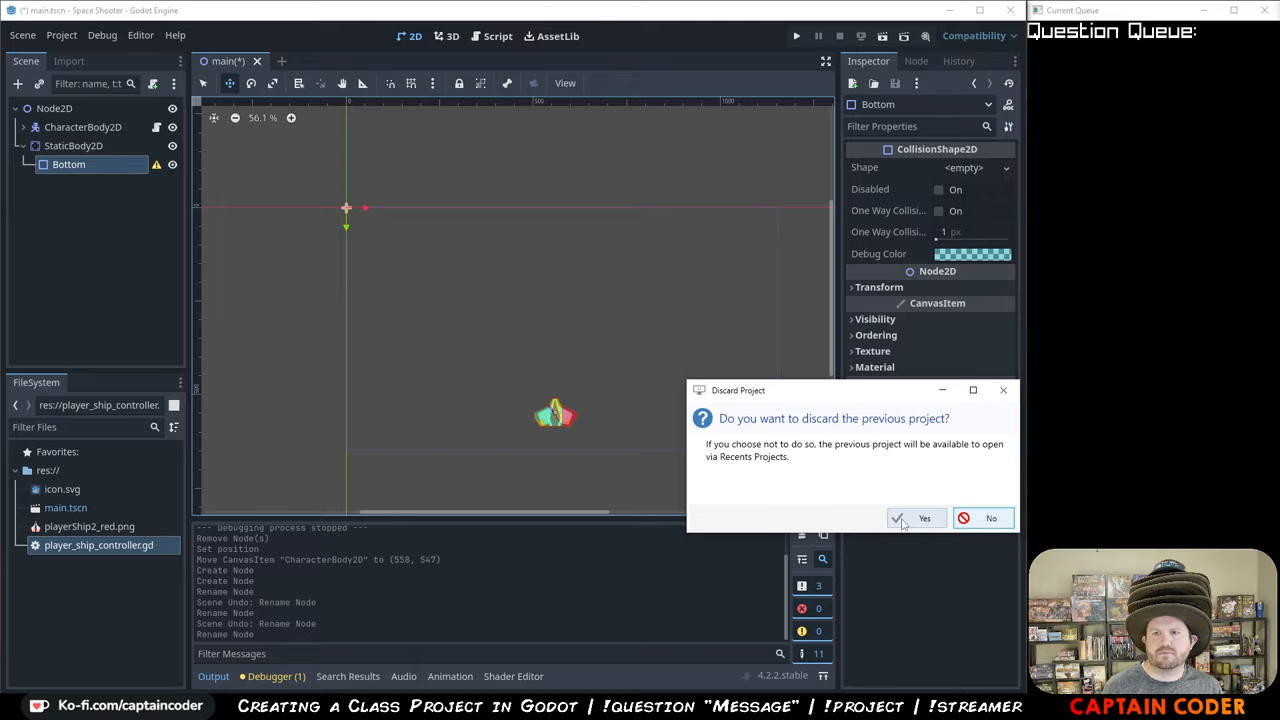 (*) main.tscn - Space Shooter - Godot Engine
Current Queue
Scene Project Debug Editor Help
2D 3D Script AssetLib
Compatibility
Question Queue:
Scene Import
main(*)
Inspector Node History
Filter: name, t:t
View
Node2D
CharacterBody2D
StaticBody2D
Bottom
56.1 %
0
500
1000
0
500
Bottom
Filter Properties
CollisionShape2D
Shape <empty>
Disabled On
One Way Collisi... On
One Way Collisi... 1 px
Debug Color
Node2D
Transform
CanvasItem
Visibility
Ordering
Texture
Material
FileSystem
res://player_ship_controller.
Filter Files
Favorites:
res://
icon.svg
main.tscn
playerShip2_red.png
player_ship_controller.gd
Discard Project
Do you want to discard the previous project?
If you choose not to do so, the previous project will be available to open
via Recents Projects.
Yes No
--- Debugging process stopped ---
Remove Node(s)
Set position
Move CanvasItem "CharacterBody2D" to (558, 547)
Create Node
Create Node
Rename Node
Scene Undo: Rename Node
Rename Node
Scene Undo: Rename Node
Rename Node
3
0
0
11
Filter Messages
Output Debugger (1) Search Results Audio Animation Shader Editor
4.2.2.stable
Ko-fi.com/captaincoder
Creating a Class Project in Godot | !question "Message" | !project | !streamer
Captain Coder